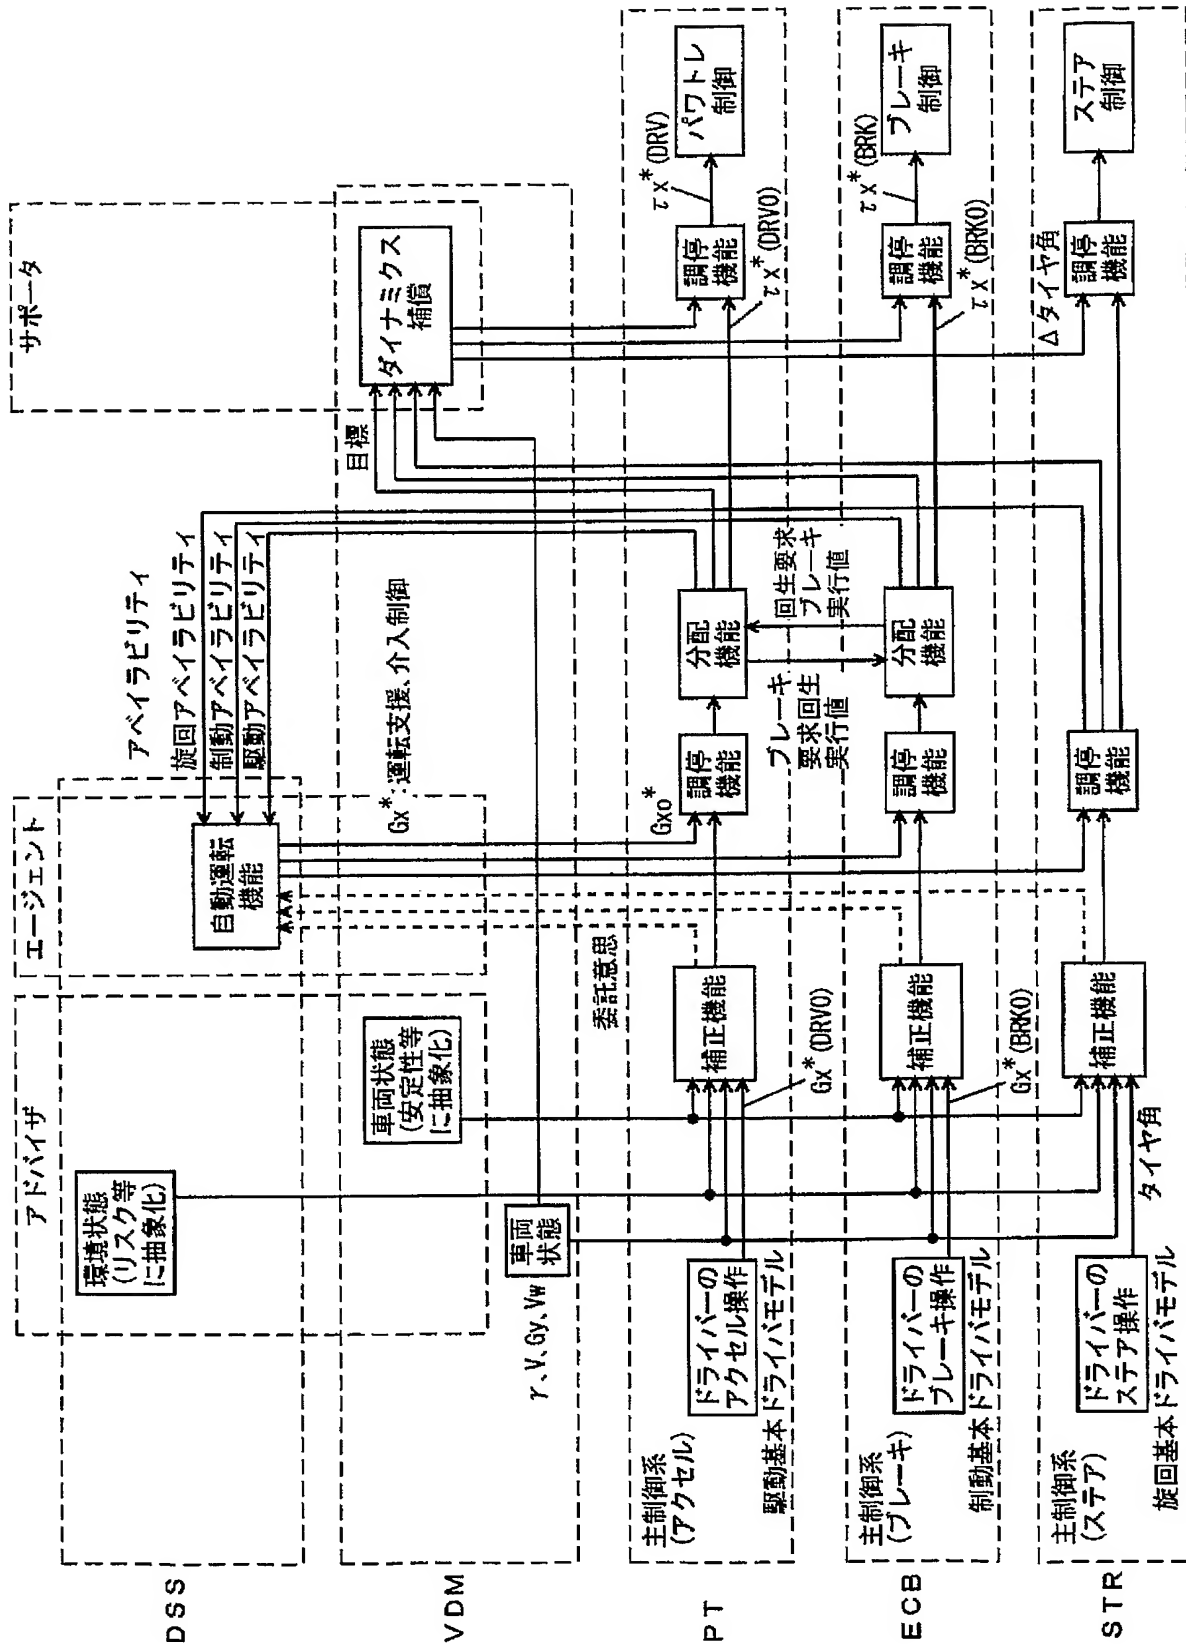 DSS
VDM
PT
ECB
STR
アドバイザ
エージェント
サポータ
環境状態
(リスク等
に抽象化)
自動運転
機能
アベイラビリティ
旋回アベイラビリティ
制動アベイラビリティ
駆動アベイラビリティ
車両状態
(安定性等
に抽象化)
車両
状態
γ、V、Gy、Vw
Gx*:運転支援、介入制御
目標
ダイナミクス
補償
委託意思
主制御系
(アクセル)
ドライバーの
アクセル操作
駆動基本ドライバモデル
補正機能
Gx*(DRV0)
Gxo*
調停
機能
分配
機能
τx*(DRV0)
調停
機能
τx*(DRV)
パワトレ
制御
ブレーキ
要求回生
実行値
回生要求
ブレーキ
実行値
主制御系
(ブレーキ)
ドライバーの
ブレーキ操作
制動基本ドライバモデル
補正機能
Gx*(BRK0)
調停
機能
分配
機能
τx*(BRK0)
調停
機能
τx*(BRK)
ブレーキ
制御
主制御系
(ステア)
ドライバーの
ステア操作
旋回基本ドライバモデル
タイヤ角
補正機能
調停
機能
Δタイヤ角
調停
機能
ステア
制御